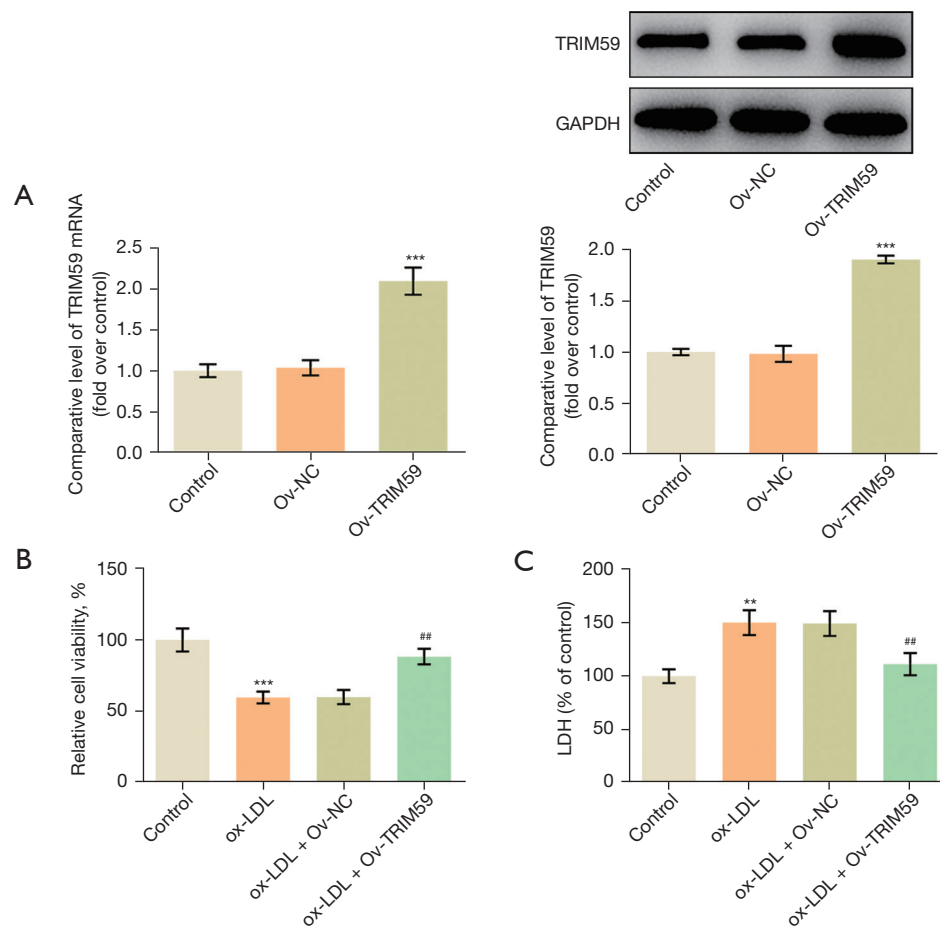 TRIM59
GAPDH
Control
Ov-NC
Ov-TRIM59
A
Comparative level of TRIM59 mRNA
(fold over control)
2.5
2.0
1.5
1.0
0.5
0.0
***
Control
Ov-NC
Ov-TRIM59
Comparative level of TRIM59
(fold over control)
2.0
1.5
1.0
0.5
0.0
***
Control
Ov-NC
Ov-TRIM59
B
Relative cell viability, %
150
100
50
0
***
##
Control
ox-LDL
ox-LDL + Ov-NC
ox-LDL + Ov-TRIM59
C
LDH (% of control)
200
150
100
50
0
**
##
Control
ox-LDL
ox-LDL + Ov-NC
ox-LDL + Ov-TRIM59